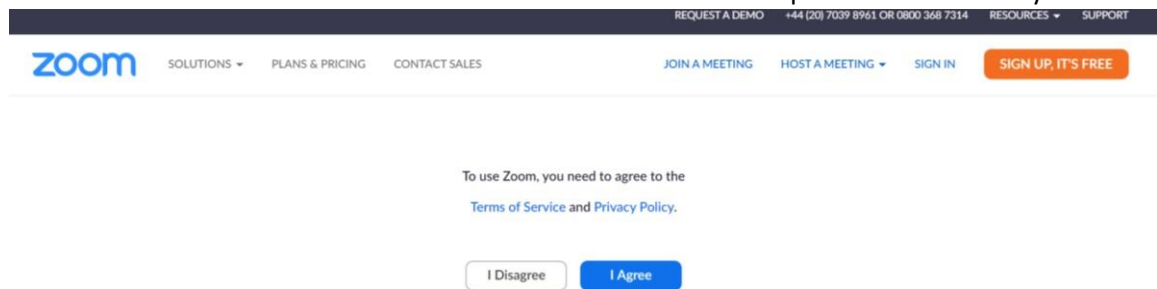 REQUEST A DEMO +44 (20) 7039 8961 OR 0800 368 7314 RESOURCES SUPPORT
zoom SOLUTIONS PLANS & PRICING CONTACT SALES JOIN A MEETING HOST A MEETING SIGN IN SIGN UP, IT'S FREE
To use Zoom, you need to agree to the
Terms of Service and Privacy Policy.
I Disagree I Agree